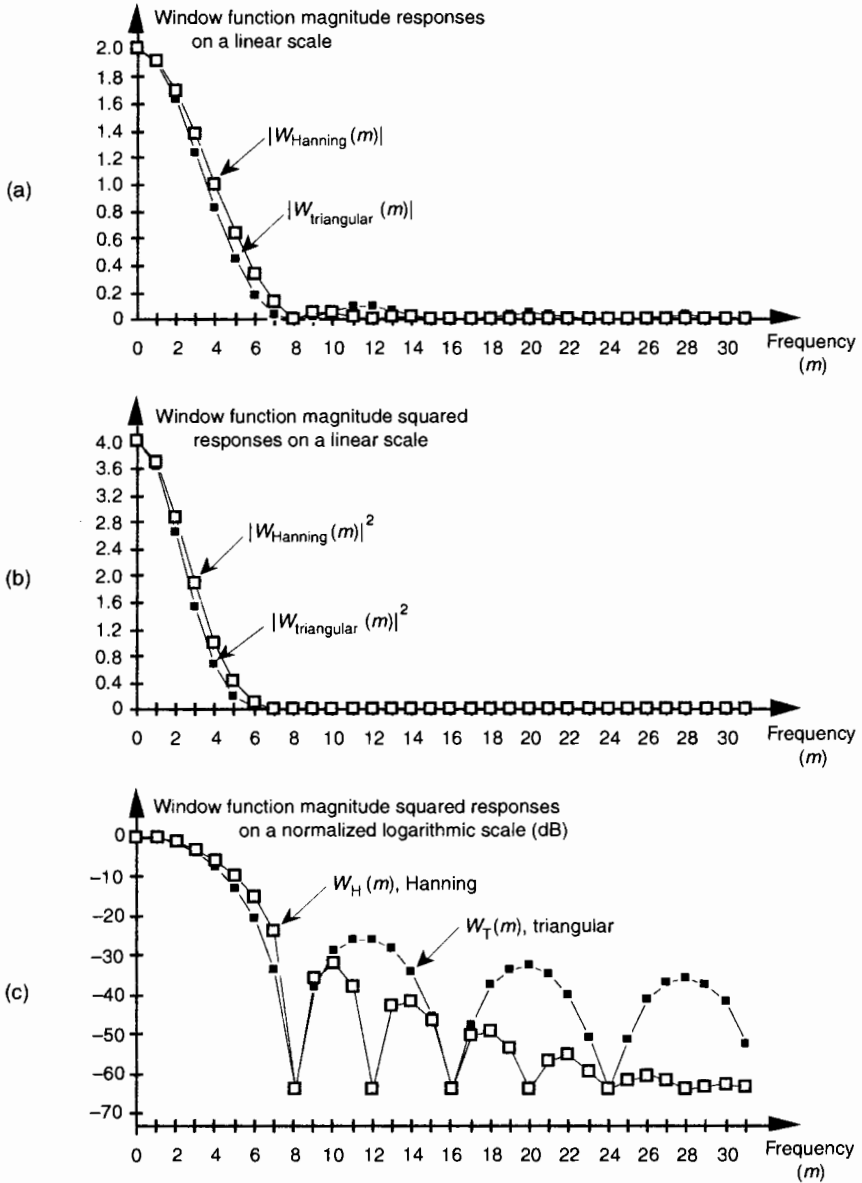 Window function magnitude responses
on a linear scale
2.0
1.8
1.6
1.4
1.2
1.0
0.8
0.6
0.4
0.2
0
|W_Hanning (m)|
|W_triangular (m)|
(a)
0 2 4 6 8 10 12 14 16 18 20 22 24 26 28 30
Frequency
(m)
Window function magnitude squared
responses on a linear scale
4.0
3.6
3.2
2.8
2.4
2.0
1.6
1.2
0.8
0.4
0
|W_Hanning (m)|²
|W_triangular (m)|²
(b)
0 2 4 6 8 10 12 14 16 18 20 22 24 26 28 30
Frequency
(m)
Window function magnitude squared responses
on a normalized logarithmic scale (dB)
0
–10
–20
–30
–40
–50
–60
–70
W_H (m), Hanning
W_T(m), triangular
(c)
0 2 4 6 8 10 12 14 16 18 20 22 24 26 28 30
Frequency
(m)